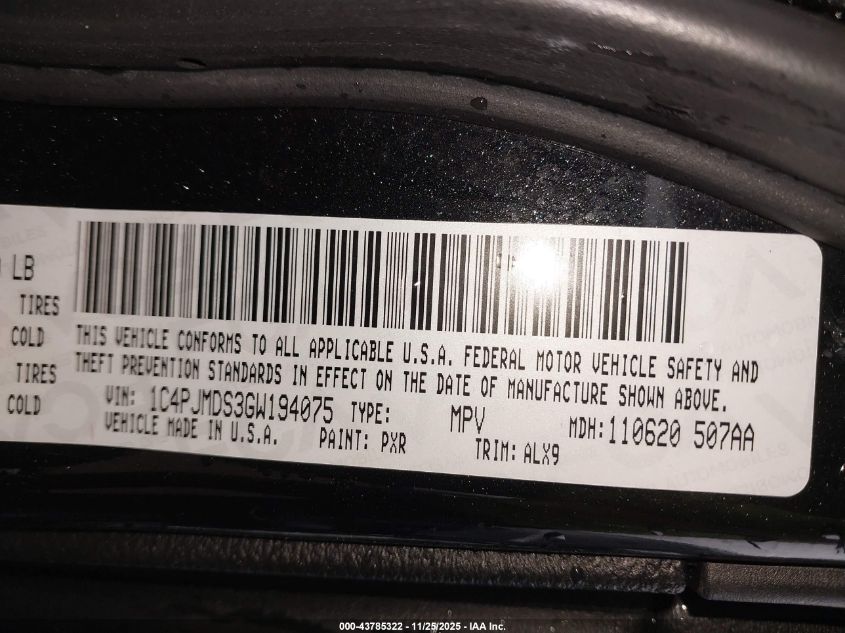 LB
TIRES
COLD
TIRES
COLD
THIS VEHICLE CONFORMS TO ALL APPLICABLE U.S.A. FEDERAL MOTOR VEHICLE SAFETY AND
THEFT PREVENTION STANDARDS IN EFFECT ON THE DATE OF MANUFACTURE SHOWN ABOVE.
VIN: 1C4PJMDS3GW194075 TYPE: MPV MDH: 110620 507AA
VEHICLE MADE IN U.S.A. PAINT: PXR TRIM: ALX9
000-43785322 - 11/25/2025 - IAA Inc.